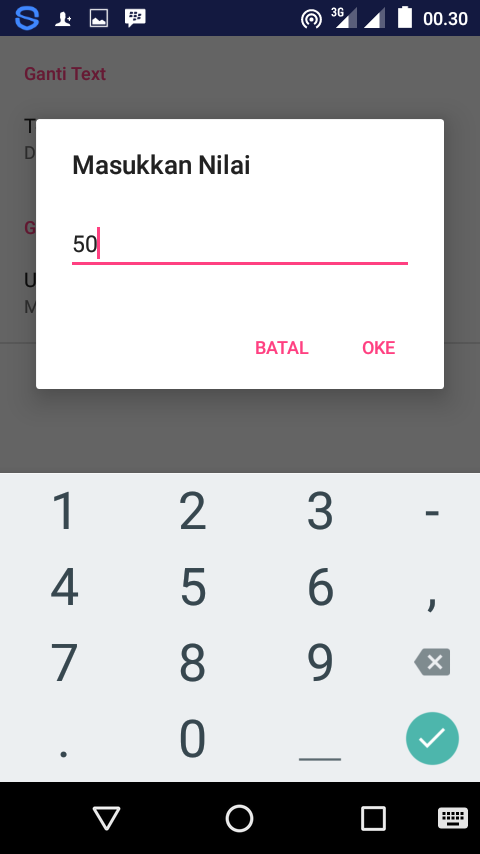 3G 00.30
Ganti Text
T
D
Masukkan Nilai
G
50
U
M
BATAL OKE
1 2 3 -
4 5 6 ,
7 8 9
. 0